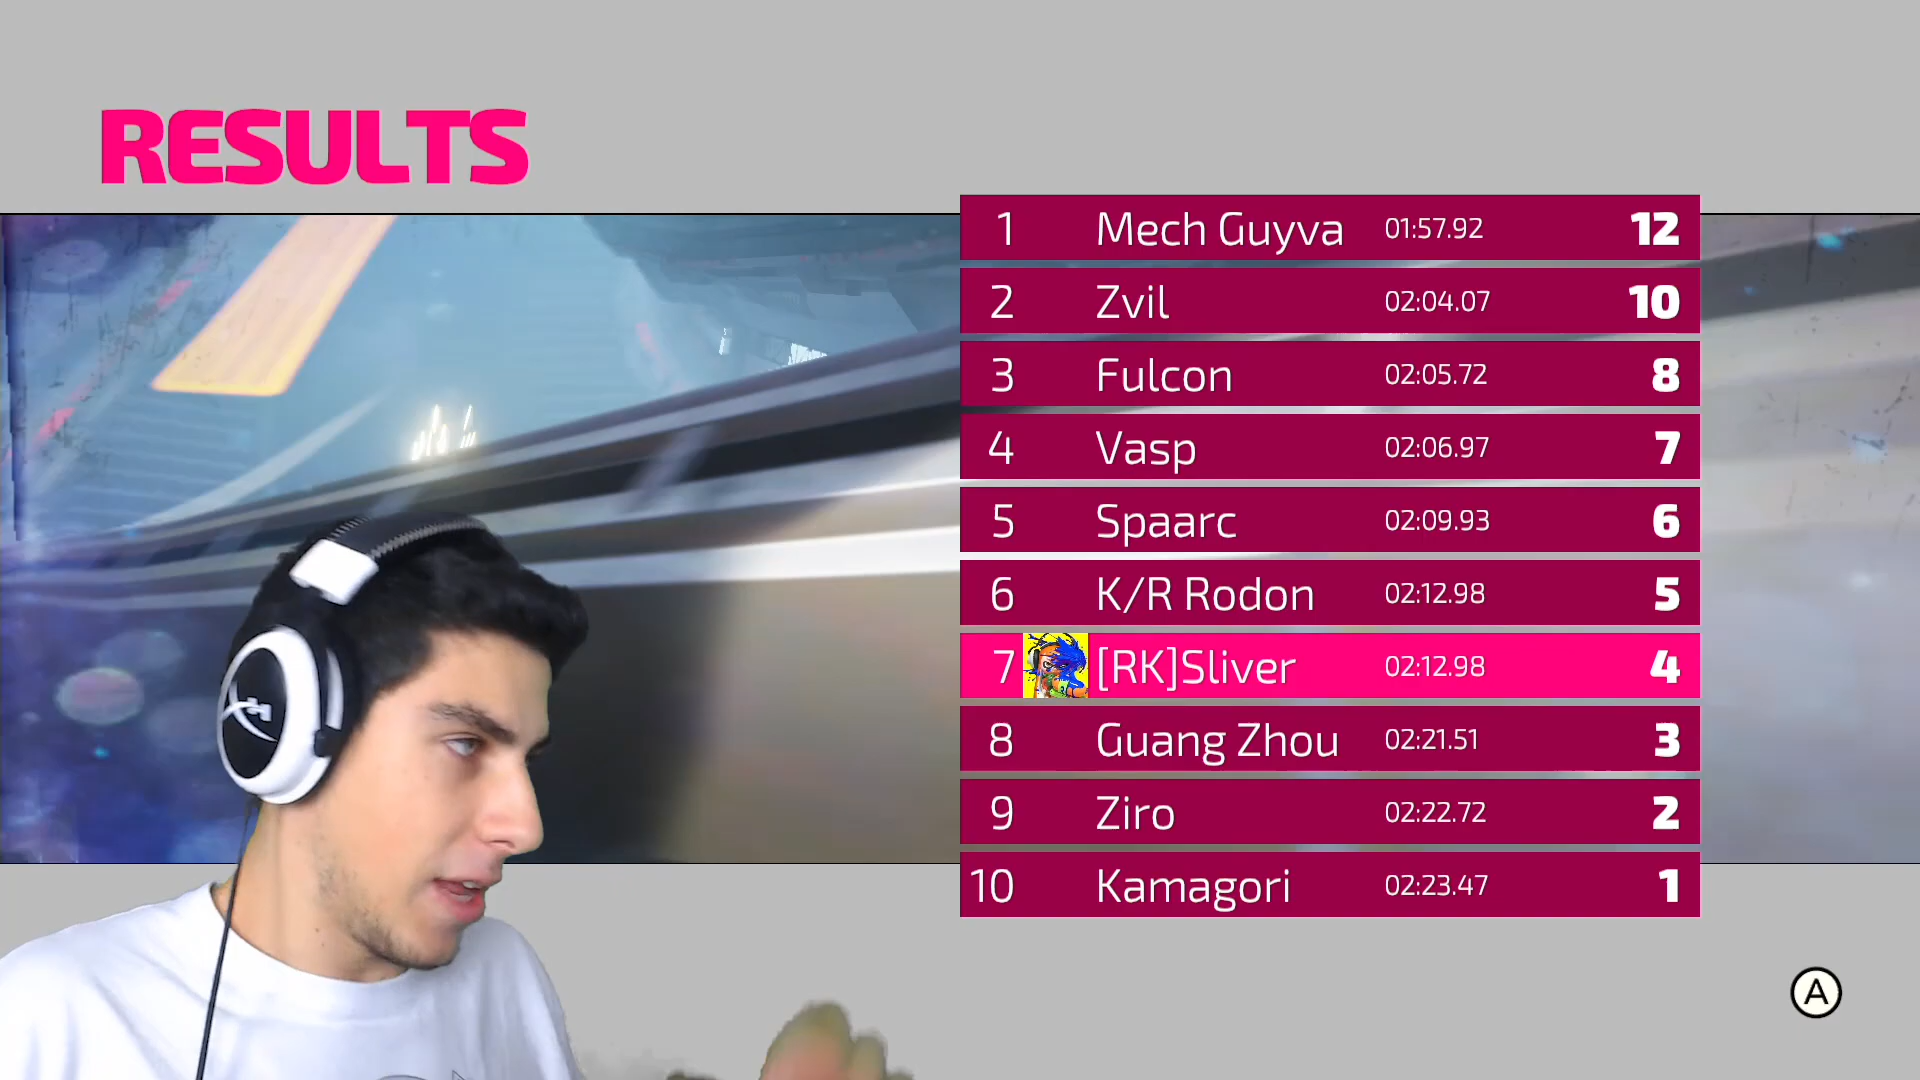 RESULTS
1 Mech Guyva 01:57.92 12
2 Zvil 02:04.07 10
3 Fulcon 02:05.72 8
4 Vasp 02:06.97 7
5 Spaarc 02:09.93 6
6 K/R Rodon 02:12.98 5
7 [RK]Sliver 02:12.98 4
8 Guang Zhou 02:21.51 3
9 Ziro 02:22.72 2
10 Kamagori 02:23.47 1
A